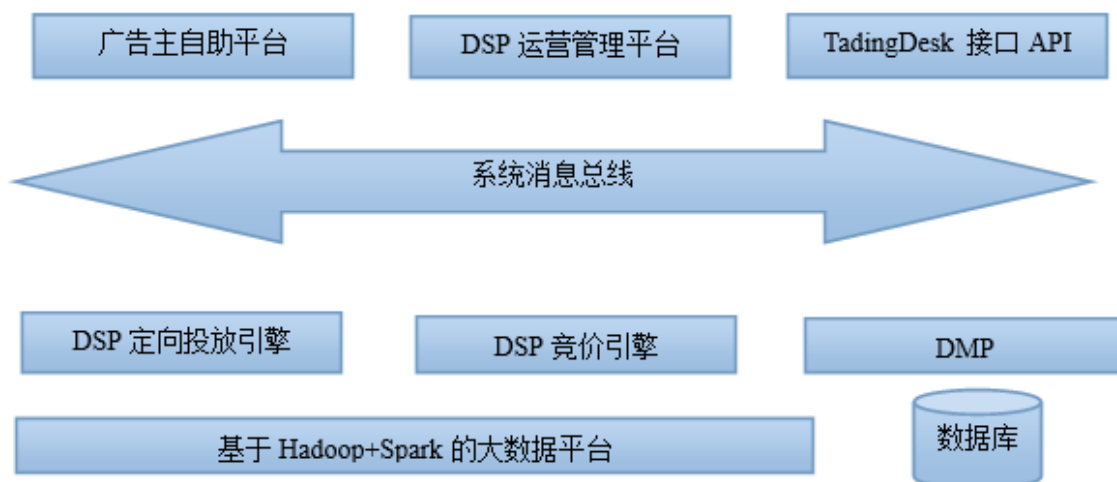 广告主自助平台
DSP 运营管理平台
TadingDesk 接口 API
系统消息总线
DSP 定向投放引擎
DSP 竞价引擎
DMP
基于 Hadoop+Spark 的大数据平台
数据库